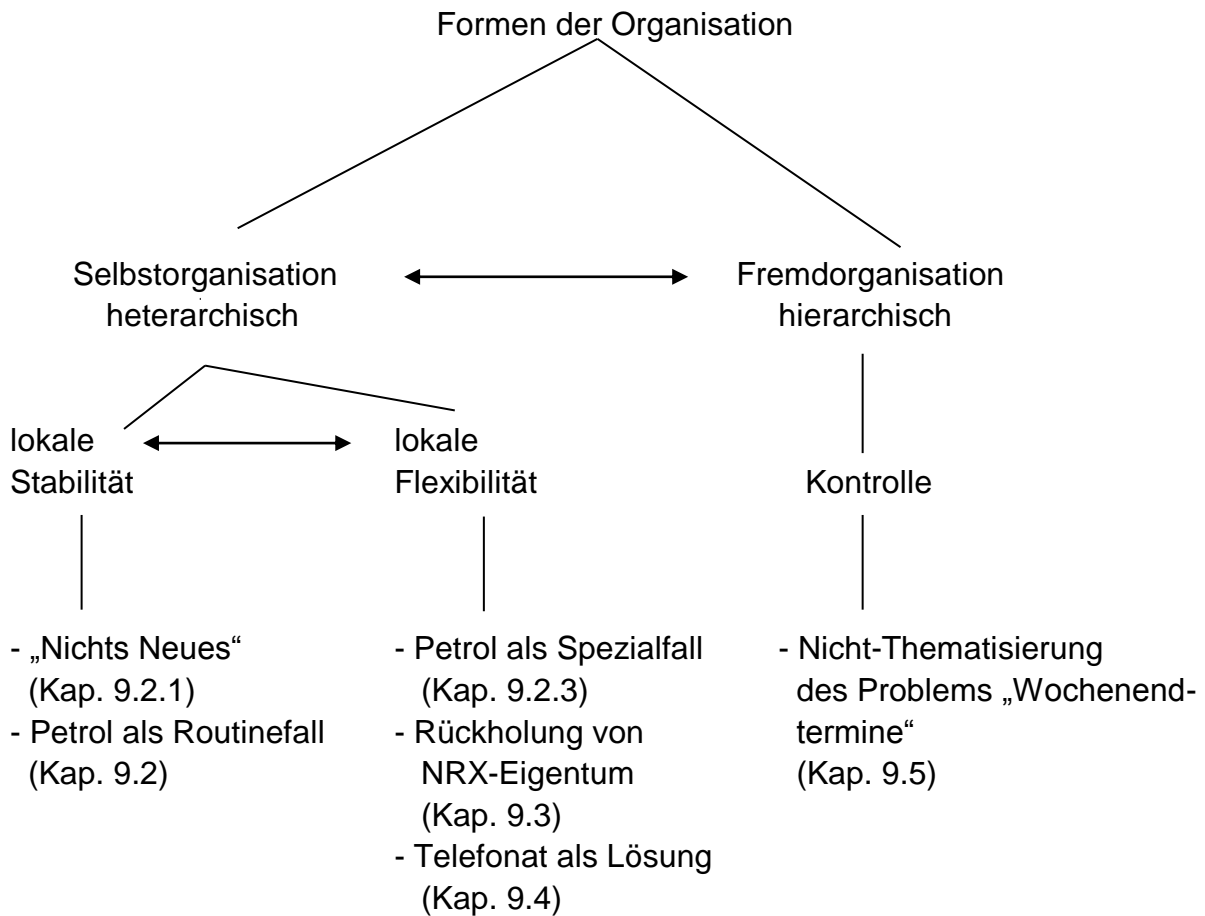 Formen der Organisation
Selbstorganisation
heterarchisch
Fremdorganisation
hierarchisch
lokale
Stabilität
lokale
Flexibilität
Kontrolle
- „Nichts Neues“
(Kap. 9.2.1)
- Petrol als Routinefall
(Kap. 9.2)
- Petrol als Spezialfall
(Kap. 9.2.3)
- Rückholung von
NRX-Eigentum
(Kap. 9.3)
- Telefonat als Lösung
(Kap. 9.4)
- Nicht-Thematisierung
des Problems „Wochenend-
termine“
(Kap. 9.5)